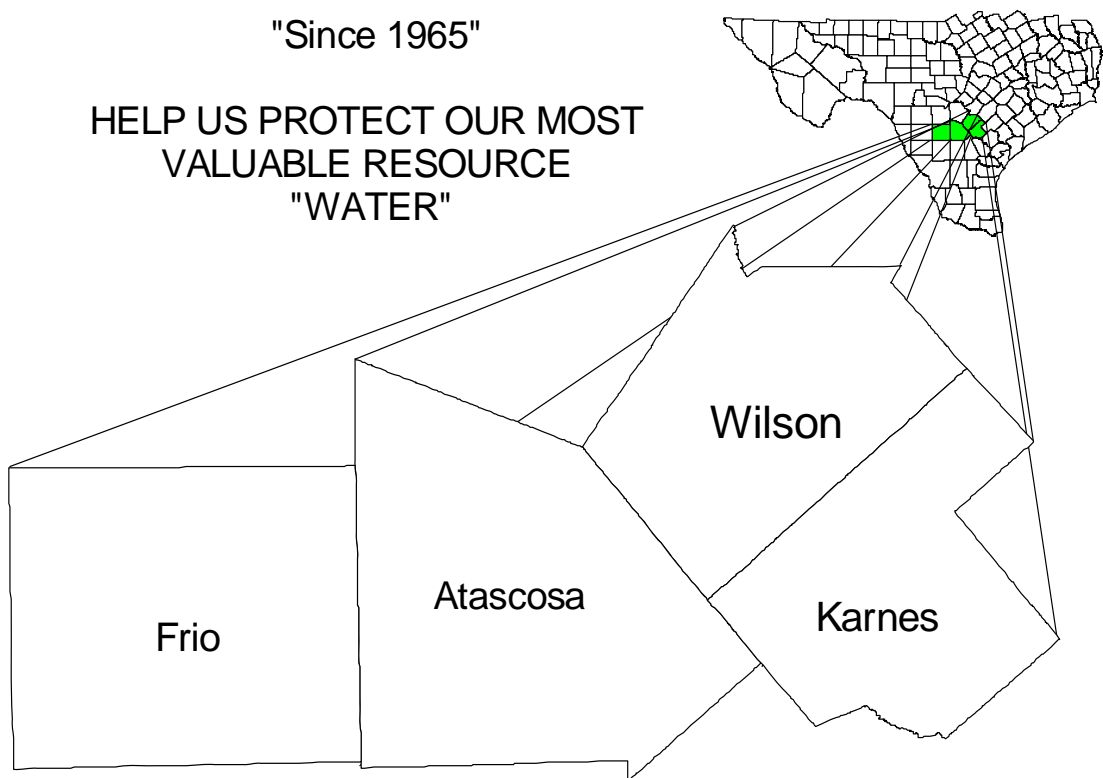 "Since 1965"
HELP US PROTECT OUR MOST
VALUABLE RESOURCE
"WATER"
Wilson
Atascosa
Karnes
Frio